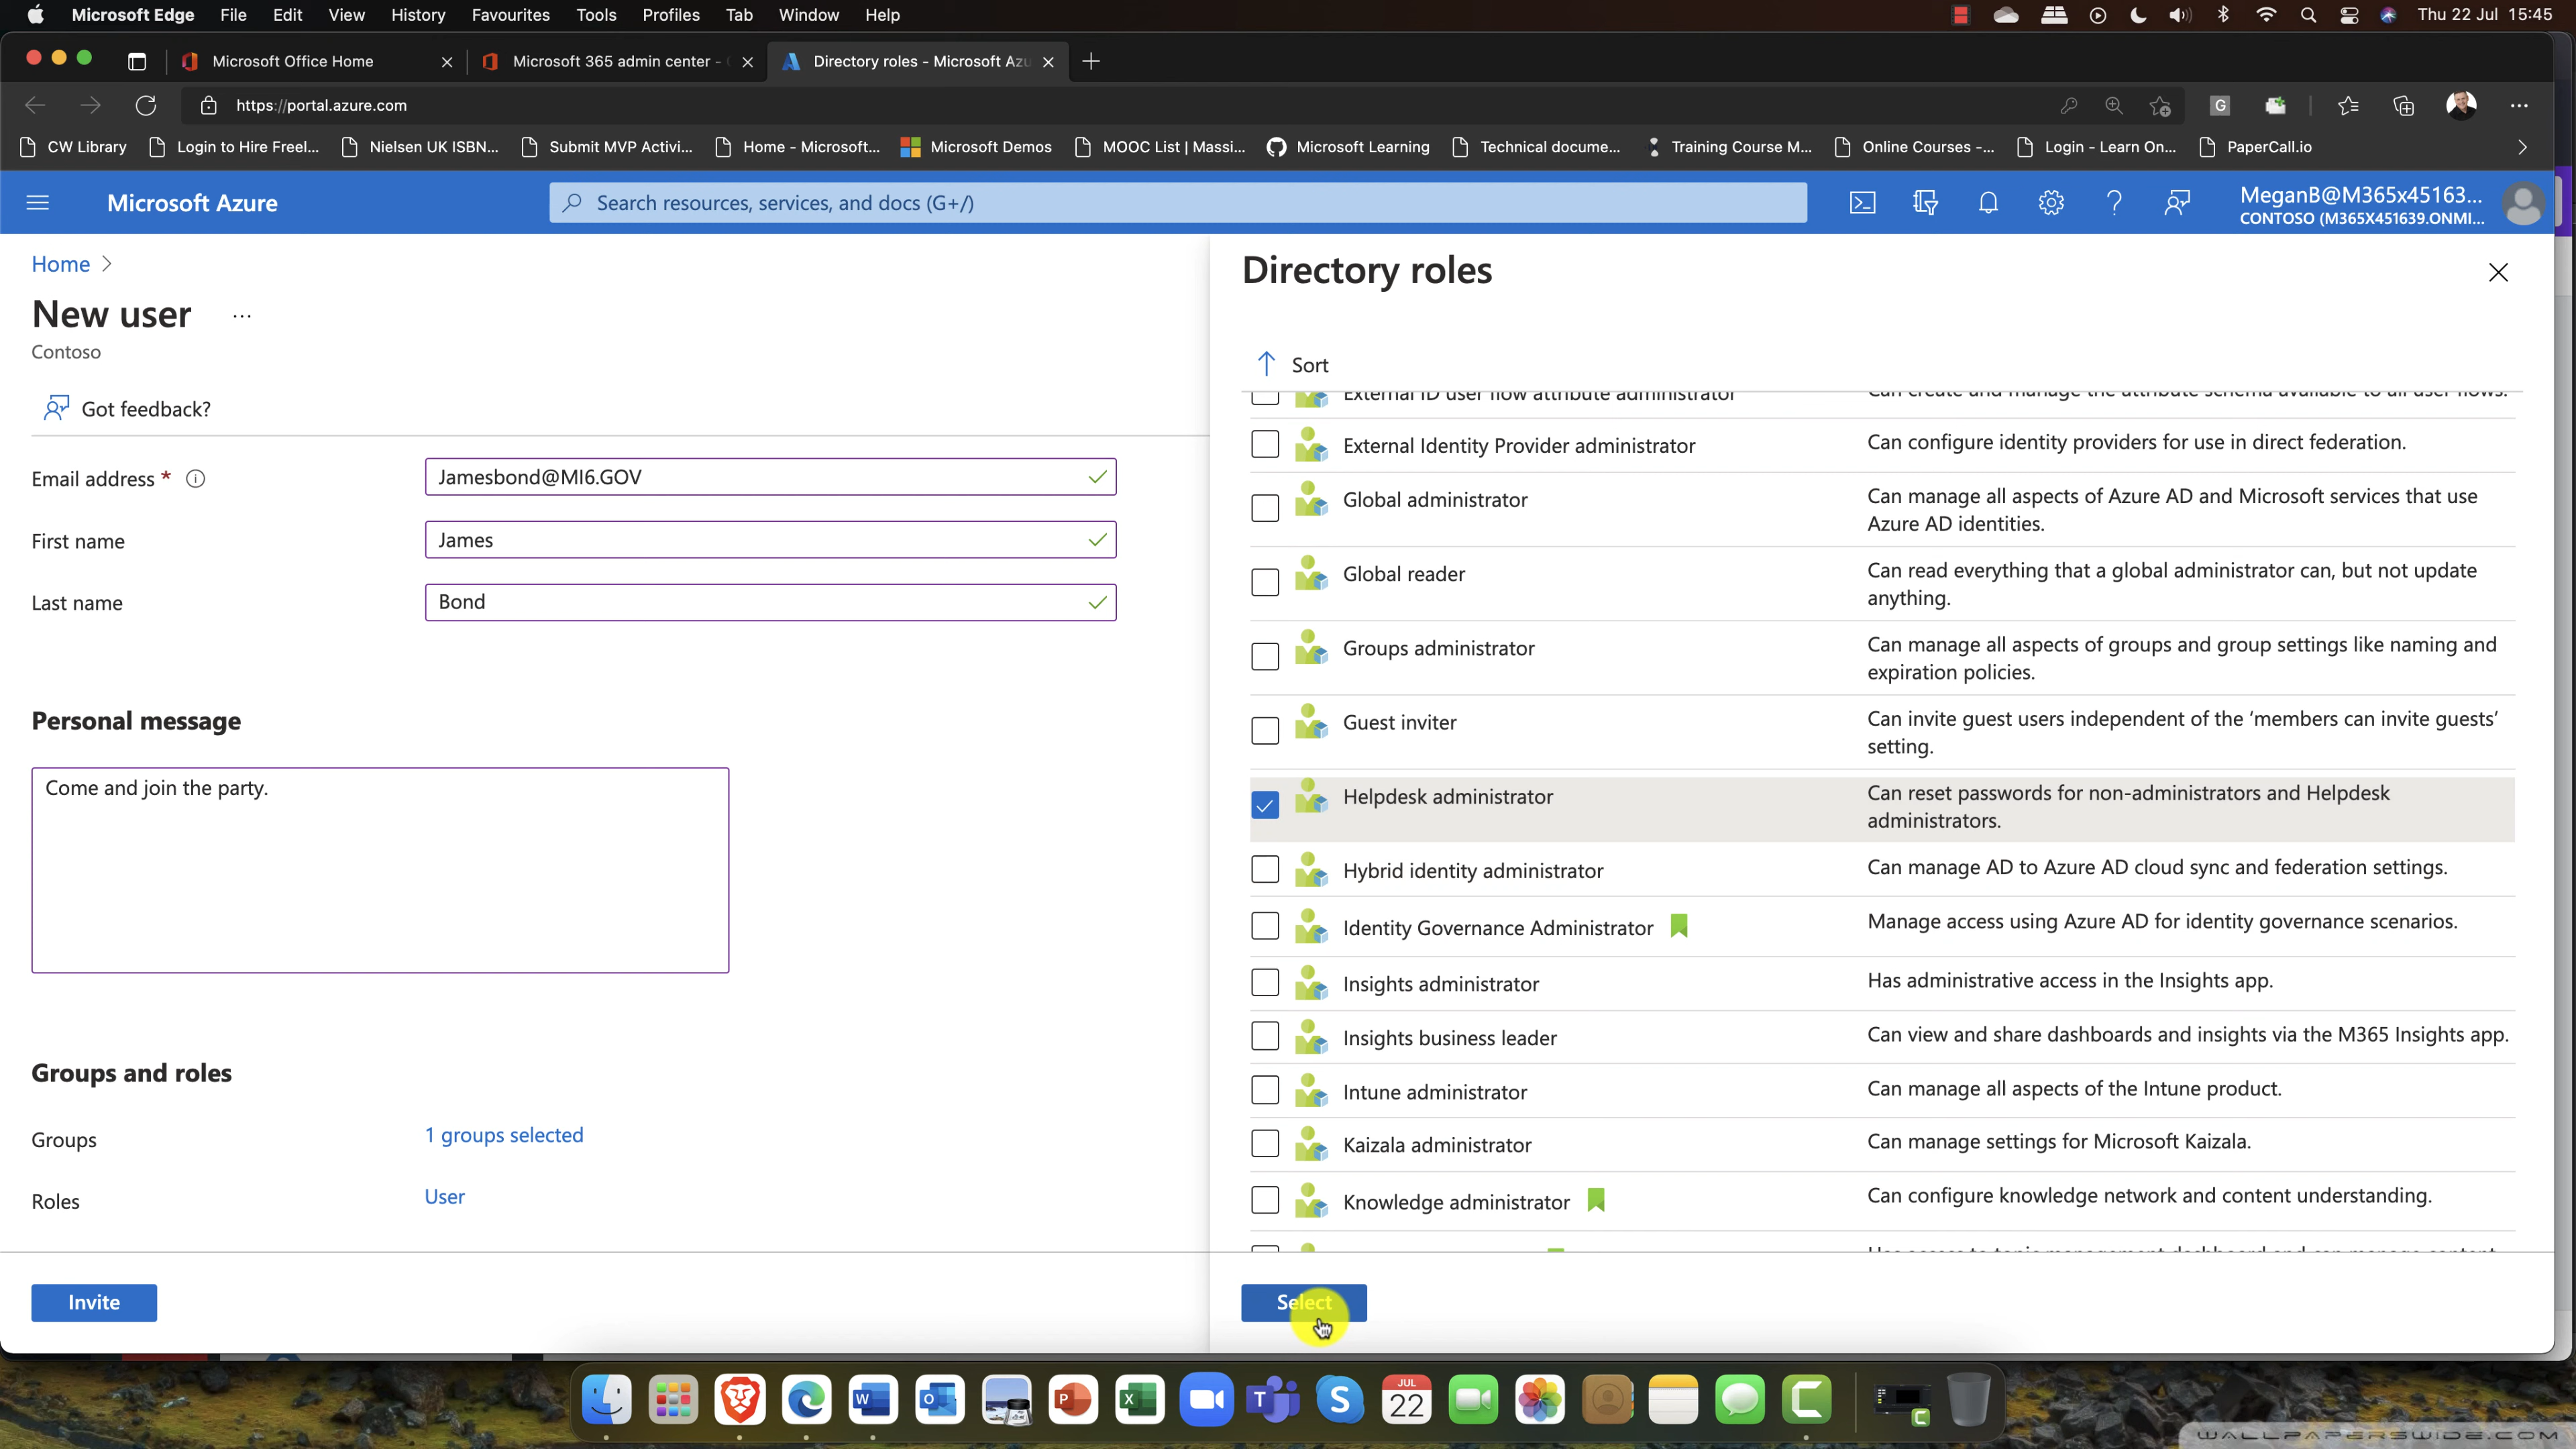 Microsoft Edge File Edit View History Favourites Tools Profiles Tab Window Help Thu 22 Jul 15:45
Microsoft Office Home Microsoft 365 admin center - Directory roles - Microsoft Azu
https://portal.azure.com
CW Library Login to Hire Freel... Nielsen UK ISBN... Submit MVP Activi... Home - Microsoft... Microsoft Demos MOOC List | Massi... Microsoft Learning Technical docume... Training Course M... Online Courses -... Login - Learn On... PaperCall.io
Microsoft Azure
Search resources, services, and docs (G+/)
MeganB@M365x45163...
CONTOSO (M365X451639.ONMI...
Home
New user ...
Contoso
Got feedback?
Email address * Jamesbond@MI6.GOV
First name James
Last name Bond
Personal message
Come and join the party.
Groups and roles
Groups 1 groups selected
Roles User
Invite
Directory roles
Sort
External ID user flow attribute administrator Can create and manage the attribute schema available to all user flows.
External Identity Provider administrator Can configure identity providers for use in direct federation.
Global administrator Can manage all aspects of Azure AD and Microsoft services that use
Azure AD identities.
Global reader Can read everything that a global administrator can, but not update
anything.
Groups administrator Can manage all aspects of groups and group settings like naming and
expiration policies.
Guest inviter Can invite guest users independent of the ‘members can invite guests’
setting.
Helpdesk administrator Can reset passwords for non-administrators and Helpdesk
administrators.
Hybrid identity administrator Can manage AD to Azure AD cloud sync and federation settings.
Identity Governance Administrator Manage access using Azure AD for identity governance scenarios.
Insights administrator Has administrative access in the Insights app.
Insights business leader Can view and share dashboards and insights via the M365 Insights app.
Intune administrator Can manage all aspects of the Intune product.
Kaizala administrator Can manage settings for Microsoft Kaizala.
Knowledge administrator Can configure knowledge network and content understanding.
Select
JUL
22
WALLPAPERSWIDE.COM